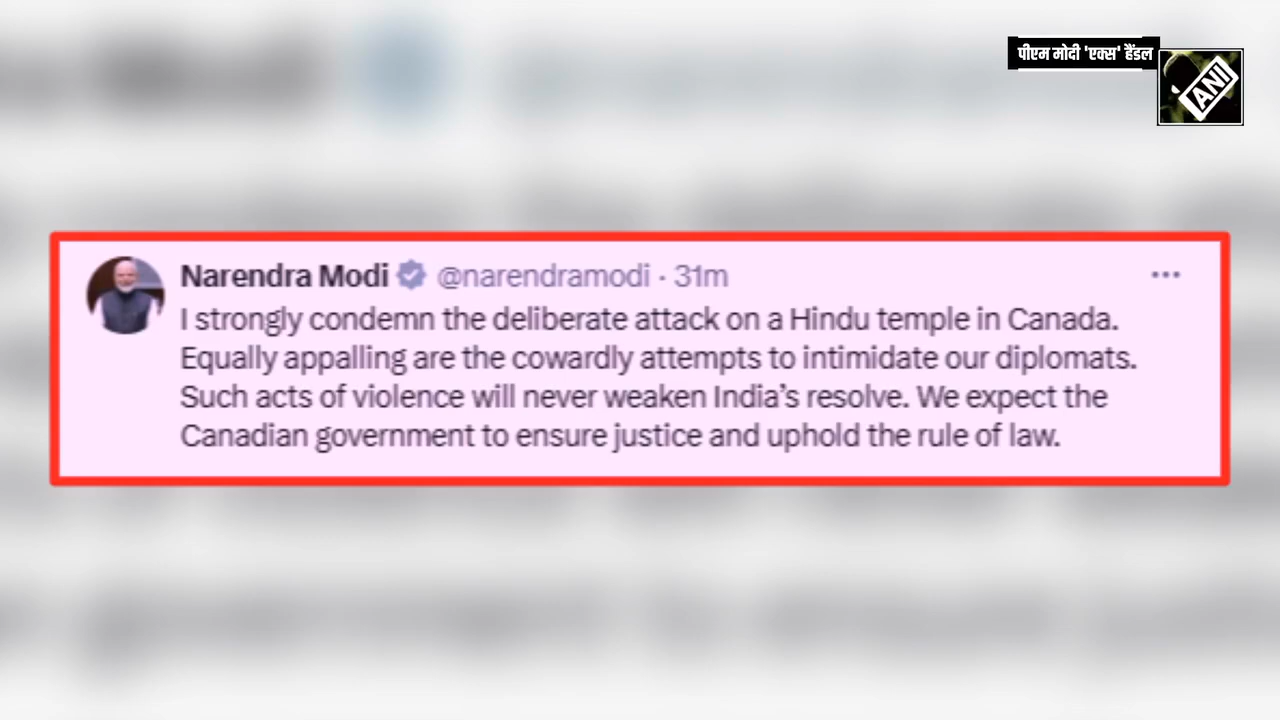 पीएम मोदी 'एक्स' हैंडल
ANI
Narendra Modi @narendramodi · 31m
I strongly condemn the deliberate attack on a Hindu temple in Canada.
Equally appalling are the cowardly attempts to intimidate our diplomats.
Such acts of violence will never weaken India’s resolve. We expect the
Canadian government to ensure justice and uphold the rule of law.